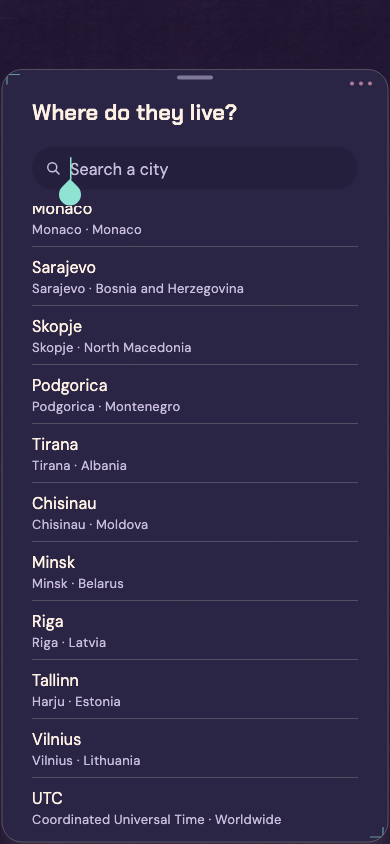 Where do they live?
Search a city
Monaco
Monaco · Monaco
Sarajevo
Sarajevo · Bosnia and Herzegovina
Skopje
Skopje · North Macedonia
Podgorica
Podgorica · Montenegro
Tirana
Tirana · Albania
Chisinau
Chisinau · Moldova
Minsk
Minsk · Belarus
Riga
Riga · Latvia
Tallinn
Harju · Estonia
Vilnius
Vilnius · Lithuania
UTC
Coordinated Universal Time · Worldwide